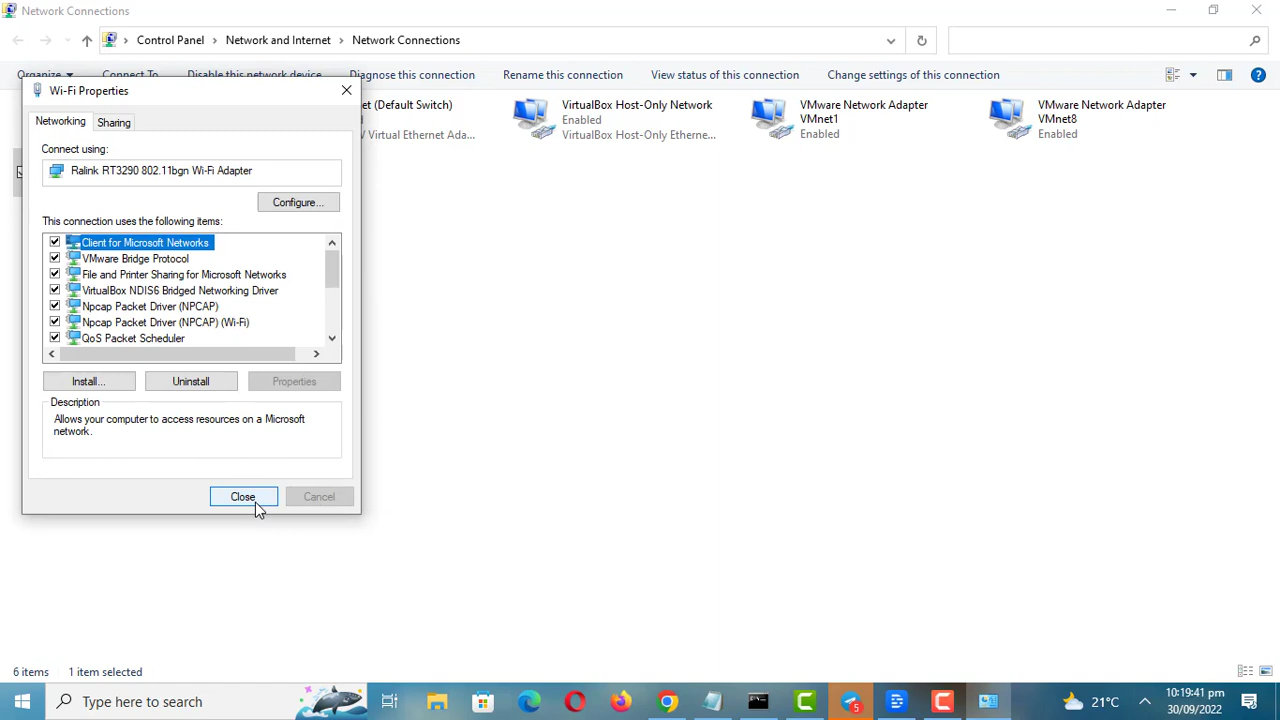 Network Connections
Control Panel
Network and Internet
Network Connections
Organize
Connect To
Disable this network device
Diagnose this connection
Rename this connection
View status of this connection
Change settings of this connection
Wi-Fi Properties
Networking
Sharing
Connect using:
Ralink RT3290 802.11bgn Wi-Fi Adapter
Configure...
This connection uses the following items:
Client for Microsoft Networks
VMware Bridge Protocol
File and Printer Sharing for Microsoft Networks
VirtualBox NDIS6 Bridged Networking Driver
Npcap Packet Driver (NPCAP)
Npcap Packet Driver (NPCAP) (Wi-Fi)
QoS Packet Scheduler
Install...
Uninstall
Properties
Description
Allows your computer to access resources on a Microsoft
network.
Close
Cancel
(Default Switch)
Virtual Ethernet Ada...
VirtualBox Host-Only Network
Enabled
VirtualBox Host-Only Etherne...
VMware Network Adapter
VMnet1
Enabled
VMware Network Adapter
VMnet8
Enabled
6 items
1 item selected
Type here to search
5
21°C
10:19:41 pm
30/09/2022